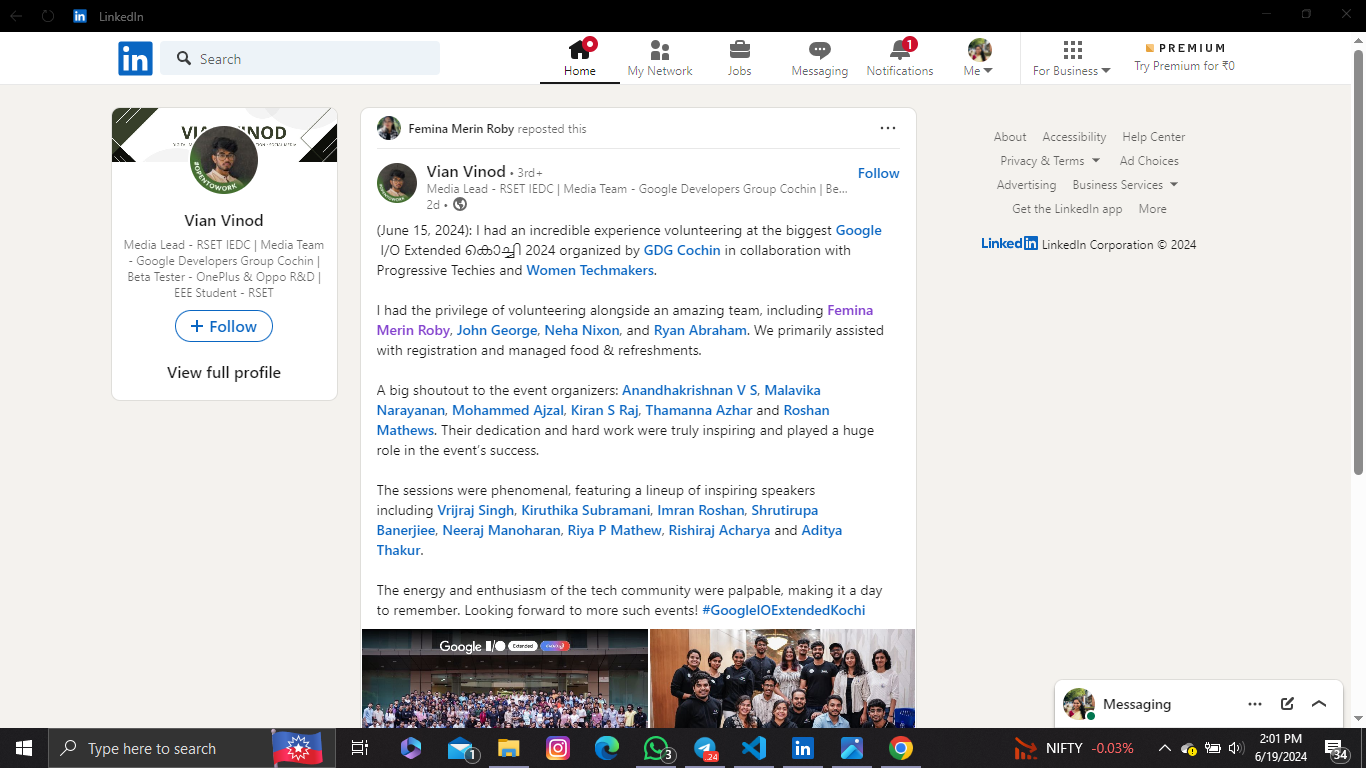 LinkedIn
in
Search
Home
My Network
Jobs
Messaging
1
Notifications
Me
For Business
PREMIUM
Try Premium for ₹0
VIAN VINOD
#OPENTOWORK
Vian Vinod
Media Lead - RSET IEDC | Media Team
- Google Developers Group Cochin |
Beta Tester - OnePlus & Oppo R&D |
EEE Student - RSET
+ Follow
View full profile
Femina Merin Roby reposted this
Vian Vinod • 3rd+
Follow
Media Lead - RSET IEDC | Media Team - Google Developers Group Cochin | Be...
2d •
(June 15, 2024): I had an incredible experience volunteering at the biggest Google
I/O Extended കൊച്ചി 2024 organized by GDG Cochin in collaboration with
Progressive Techies and Women Techmakers.
I had the privilege of volunteering alongside an amazing team, including Femina
Merin Roby, John George, Neha Nixon, and Ryan Abraham. We primarily assisted
with registration and managed food & refreshments.
A big shoutout to the event organizers: Anandhakrishnan V S, Malavika
Narayanan, Mohammed Ajzal, Kiran S Raj, Thamanna Azhar and Roshan
Mathews. Their dedication and hard work were truly inspiring and played a huge
role in the event's success.
The sessions were phenomenal, featuring a lineup of inspiring speakers
including Vrijraj Singh, Kiruthika Subramani, Imran Roshan, Shrutirupa
Banerjiee, Neeraj Manoharan, Riya P Mathew, Rishiraj Acharya and Aditya
Thakur.
The energy and enthusiasm of the tech community were palpable, making it a day
to remember. Looking forward to more such events! #GoogleIOExtendedKochi
Google I/O Extended
About Accessibility Help Center
Privacy & Terms Ad Choices
Advertising Business Services
Get the LinkedIn app More
LinkedIn LinkedIn Corporation © 2024
Messaging
Type here to search
1
3
24
NIFTY -0.03%
2:01 PM
6/19/2024
34